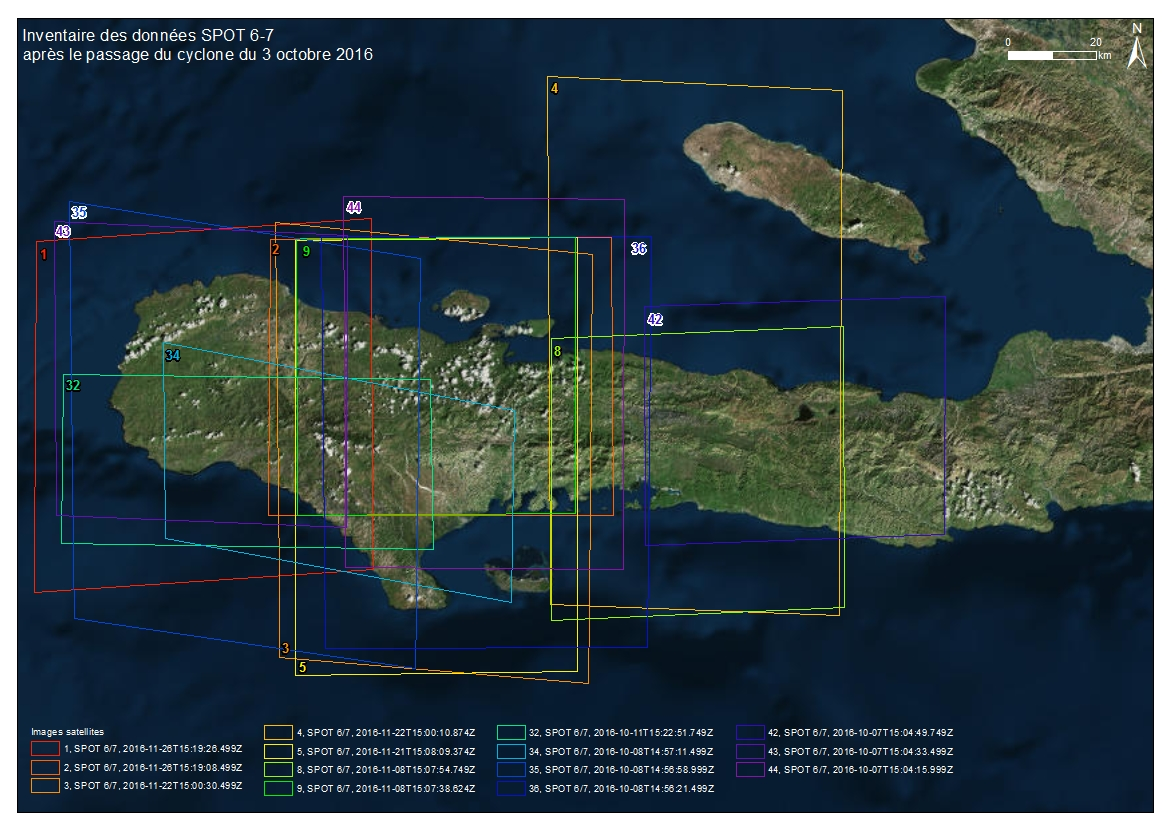 Inventaire des données SPOT 6-7
après le passage du cyclone du 3 octobre 2016
N
0 20
km
4
35
43
44
1
2
9
36
42
34
8
32
3
5
Images satellites
1, SPOT 6/7, 2016-11-26T15:19:26.499Z
2, SPOT 6/7, 2016-11-26T15:19:08.499Z
3, SPOT 6/7, 2016-11-22T15:00:30.499Z
4, SPOT 6/7, 2016-11-22T15:00:10.874Z
5, SPOT 6/7, 2016-11-21T15:08:09.374Z
8, SPOT 6/7, 2016-11-08T15:07:54.749Z
9, SPOT 6/7, 2016-11-08T15:07:38.624Z
32, SPOT 6/7, 2016-10-11T15:22:51.749Z
34, SPOT 6/7, 2016-10-08T14:57:11.499Z
35, SPOT 6/7, 2016-10-08T14:56:58.999Z
36, SPOT 6/7, 2016-10-08T14:56:21.499Z
42, SPOT 6/7, 2016-10-07T15:04:49.749Z
43, SPOT 6/7, 2016-10-07T15:04:33.499Z
44, SPOT 6/7, 2016-10-07T15:04:15.999Z